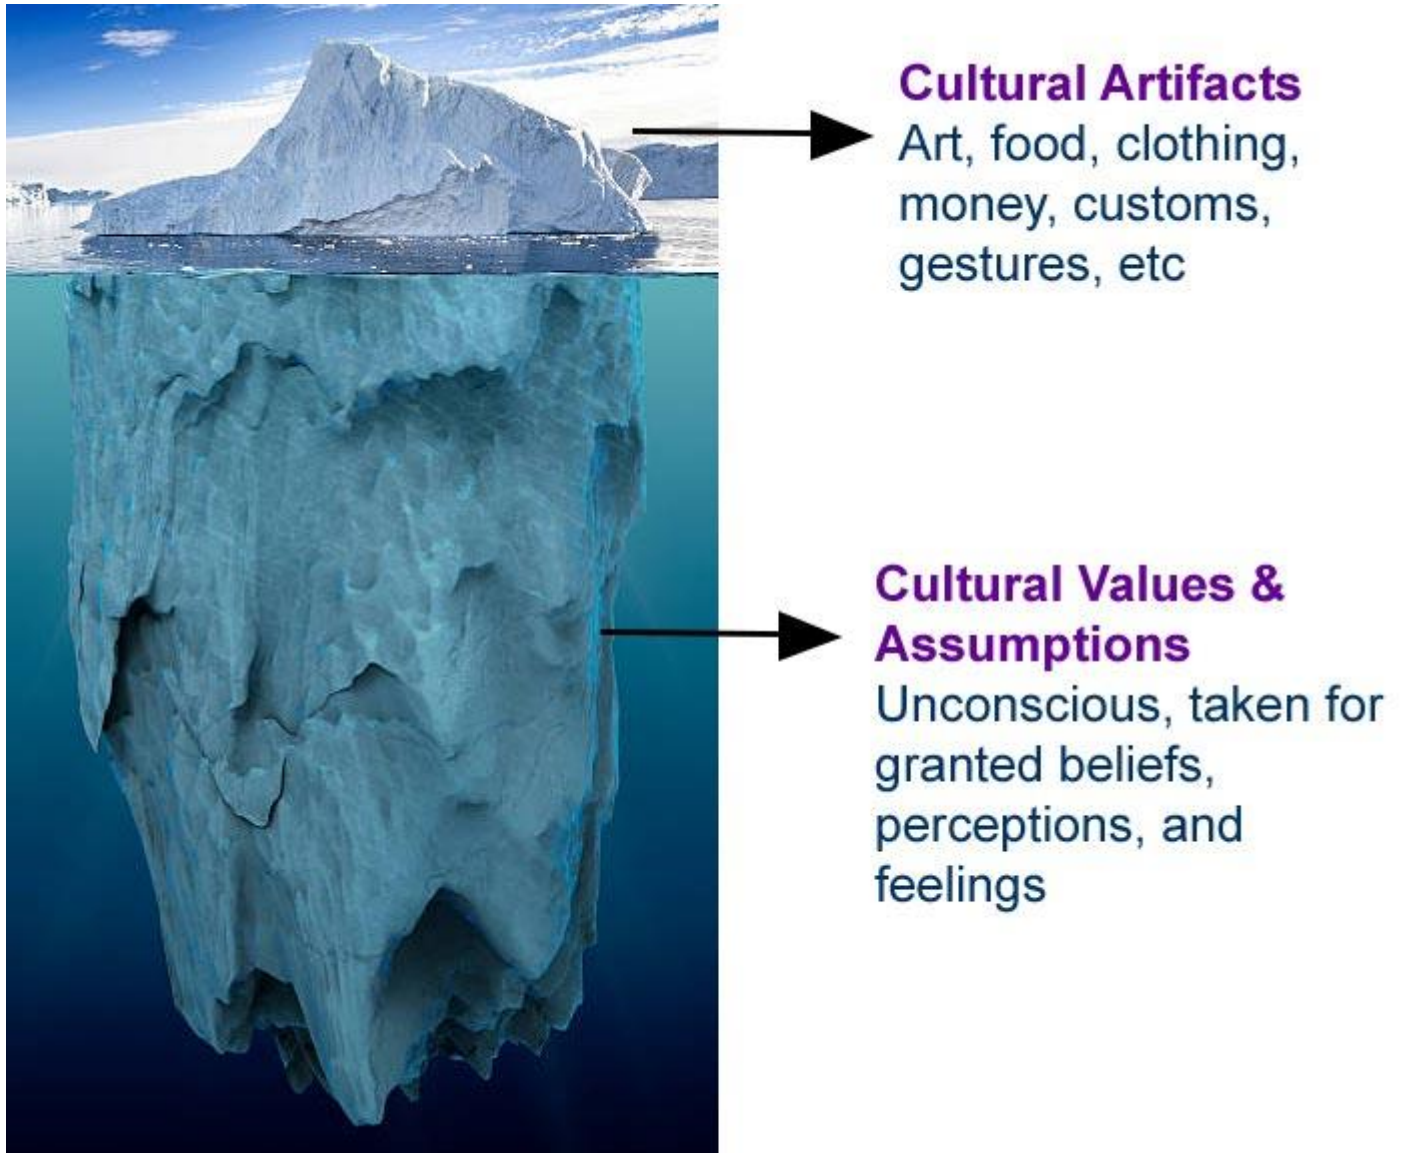 Cultural Artifacts
Art, food, clothing,
money, customs,
gestures, etc
Cultural Values &
Assumptions
Unconscious, taken for
granted beliefs,
perceptions, and
feelings